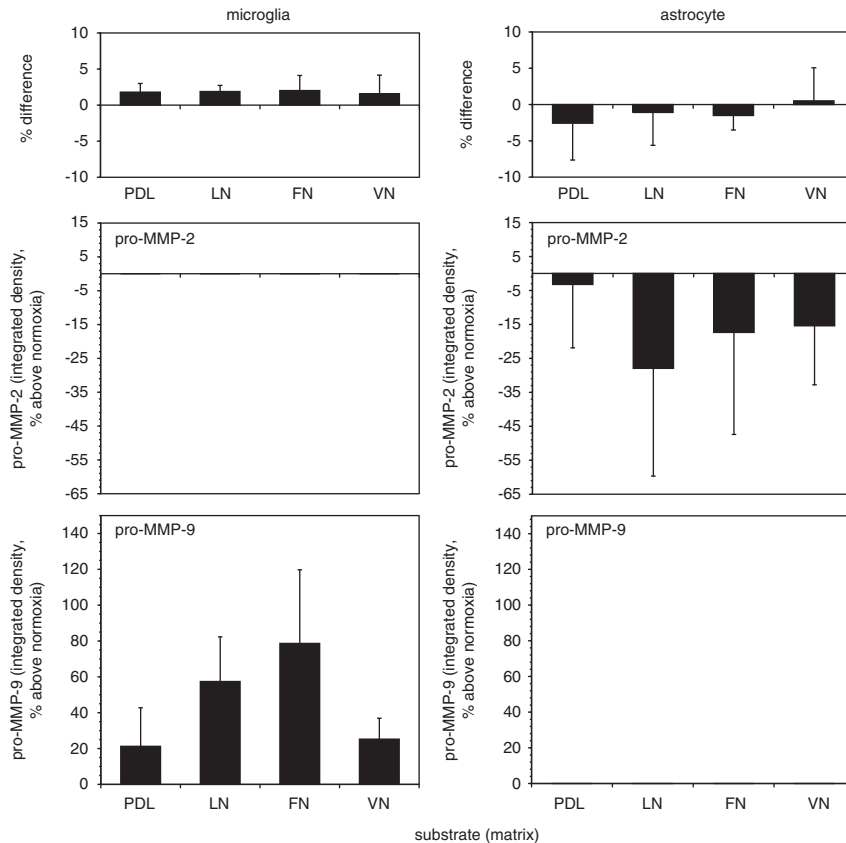 microglia
astrocyte
% difference
10
5
0
-5
-10
PDL LN FN VN
% difference
10
5
0
-5
-10
PDL LN FN VN
pro-MMP-2 (integrated density,
% above normoxia)
15
5
-5
-15
-25
-35
-45
-55
-65
pro-MMP-2
pro-MMP-2 (integrated density,
% above normoxia)
15
5
-5
-15
-25
-35
-45
-55
-65
pro-MMP-2
pro-MMP-9 (integrated density,
% above normoxia)
140
120
100
80
60
40
20
0
pro-MMP-9
PDL LN FN VN
pro-MMP-9 (integrated density,
% above normoxia)
140
120
100
80
60
40
20
0
pro-MMP-9
PDL LN FN VN
substrate (matrix)